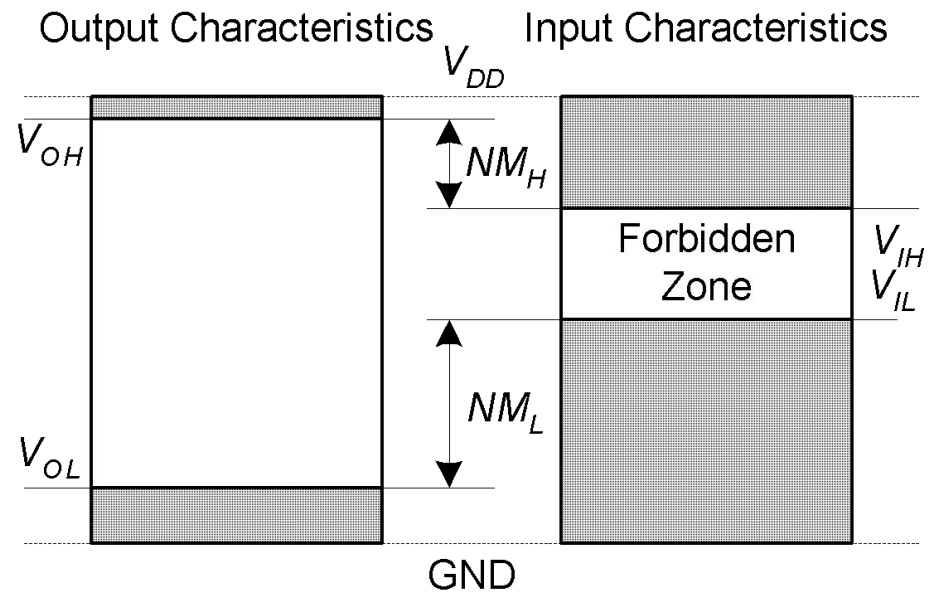 Output Characteristics
Input Characteristics
VDD
VOH
NMH
Forbidden
Zone
VIH
VIL
NML
VOL
GND